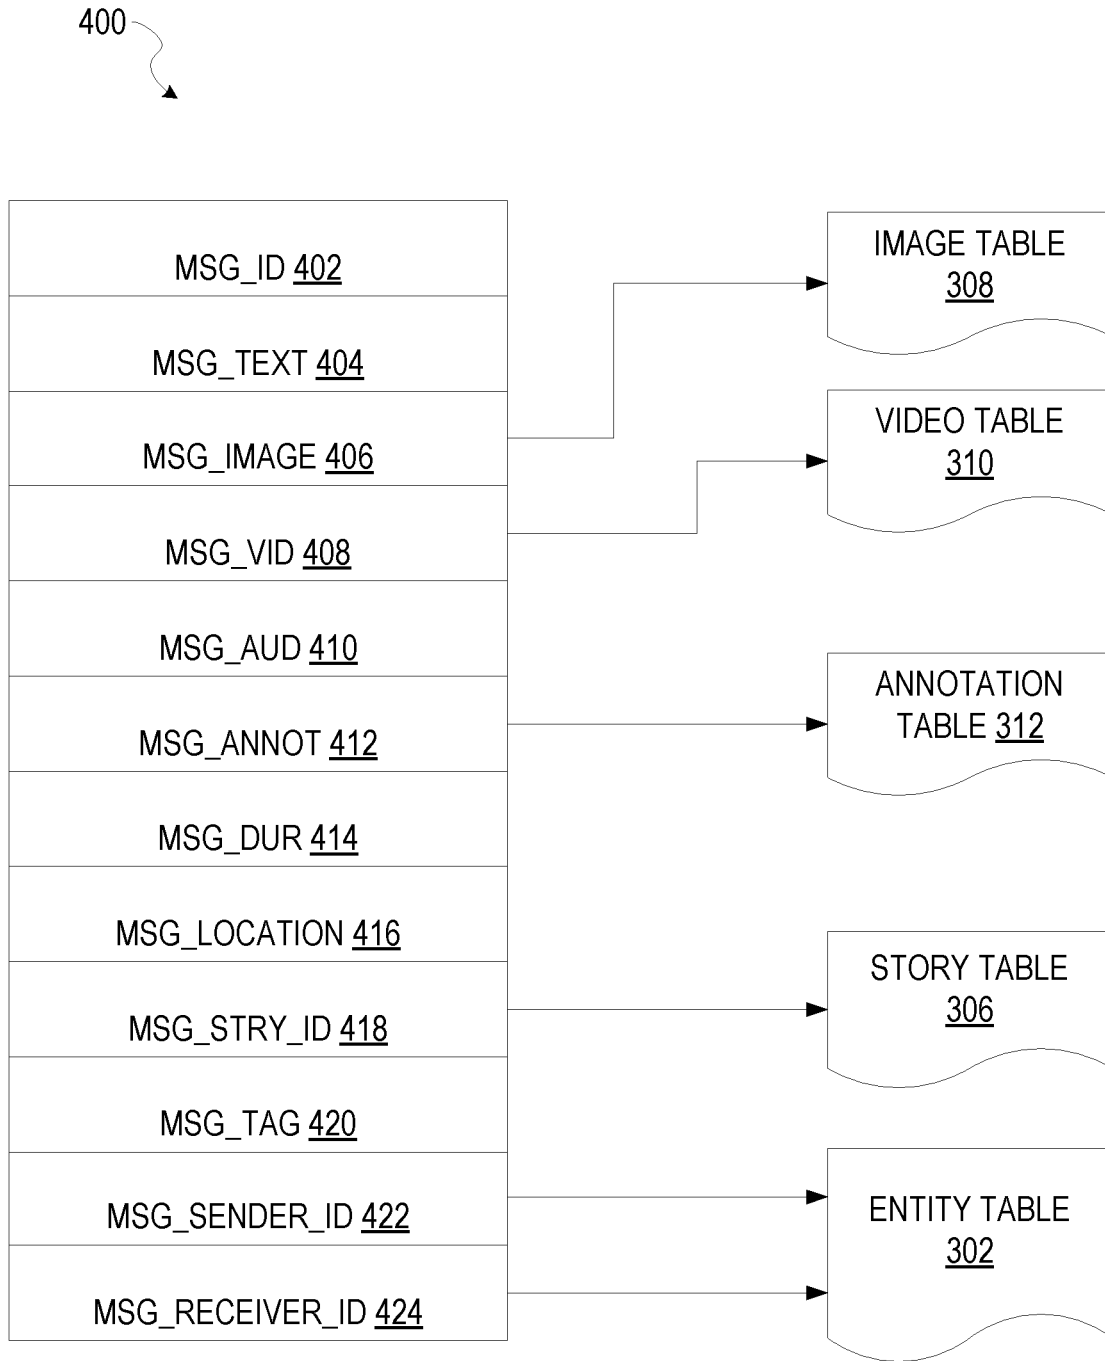 400
MSG_ID 402
MSG_TEXT 404
MSG_IMAGE 406
MSG_VID 408
MSG_AUD 410
MSG_ANNOT 412
MSG_DUR 414
MSG_LOCATION 416
MSG_STRY_ID 418
MSG_TAG 420
MSG_SENDER_ID 422
MSG_RECEIVER_ID 424
IMAGE TABLE
308
VIDEO TABLE
310
ANNOTATION
TABLE 312
STORY TABLE
306
ENTITY TABLE
302